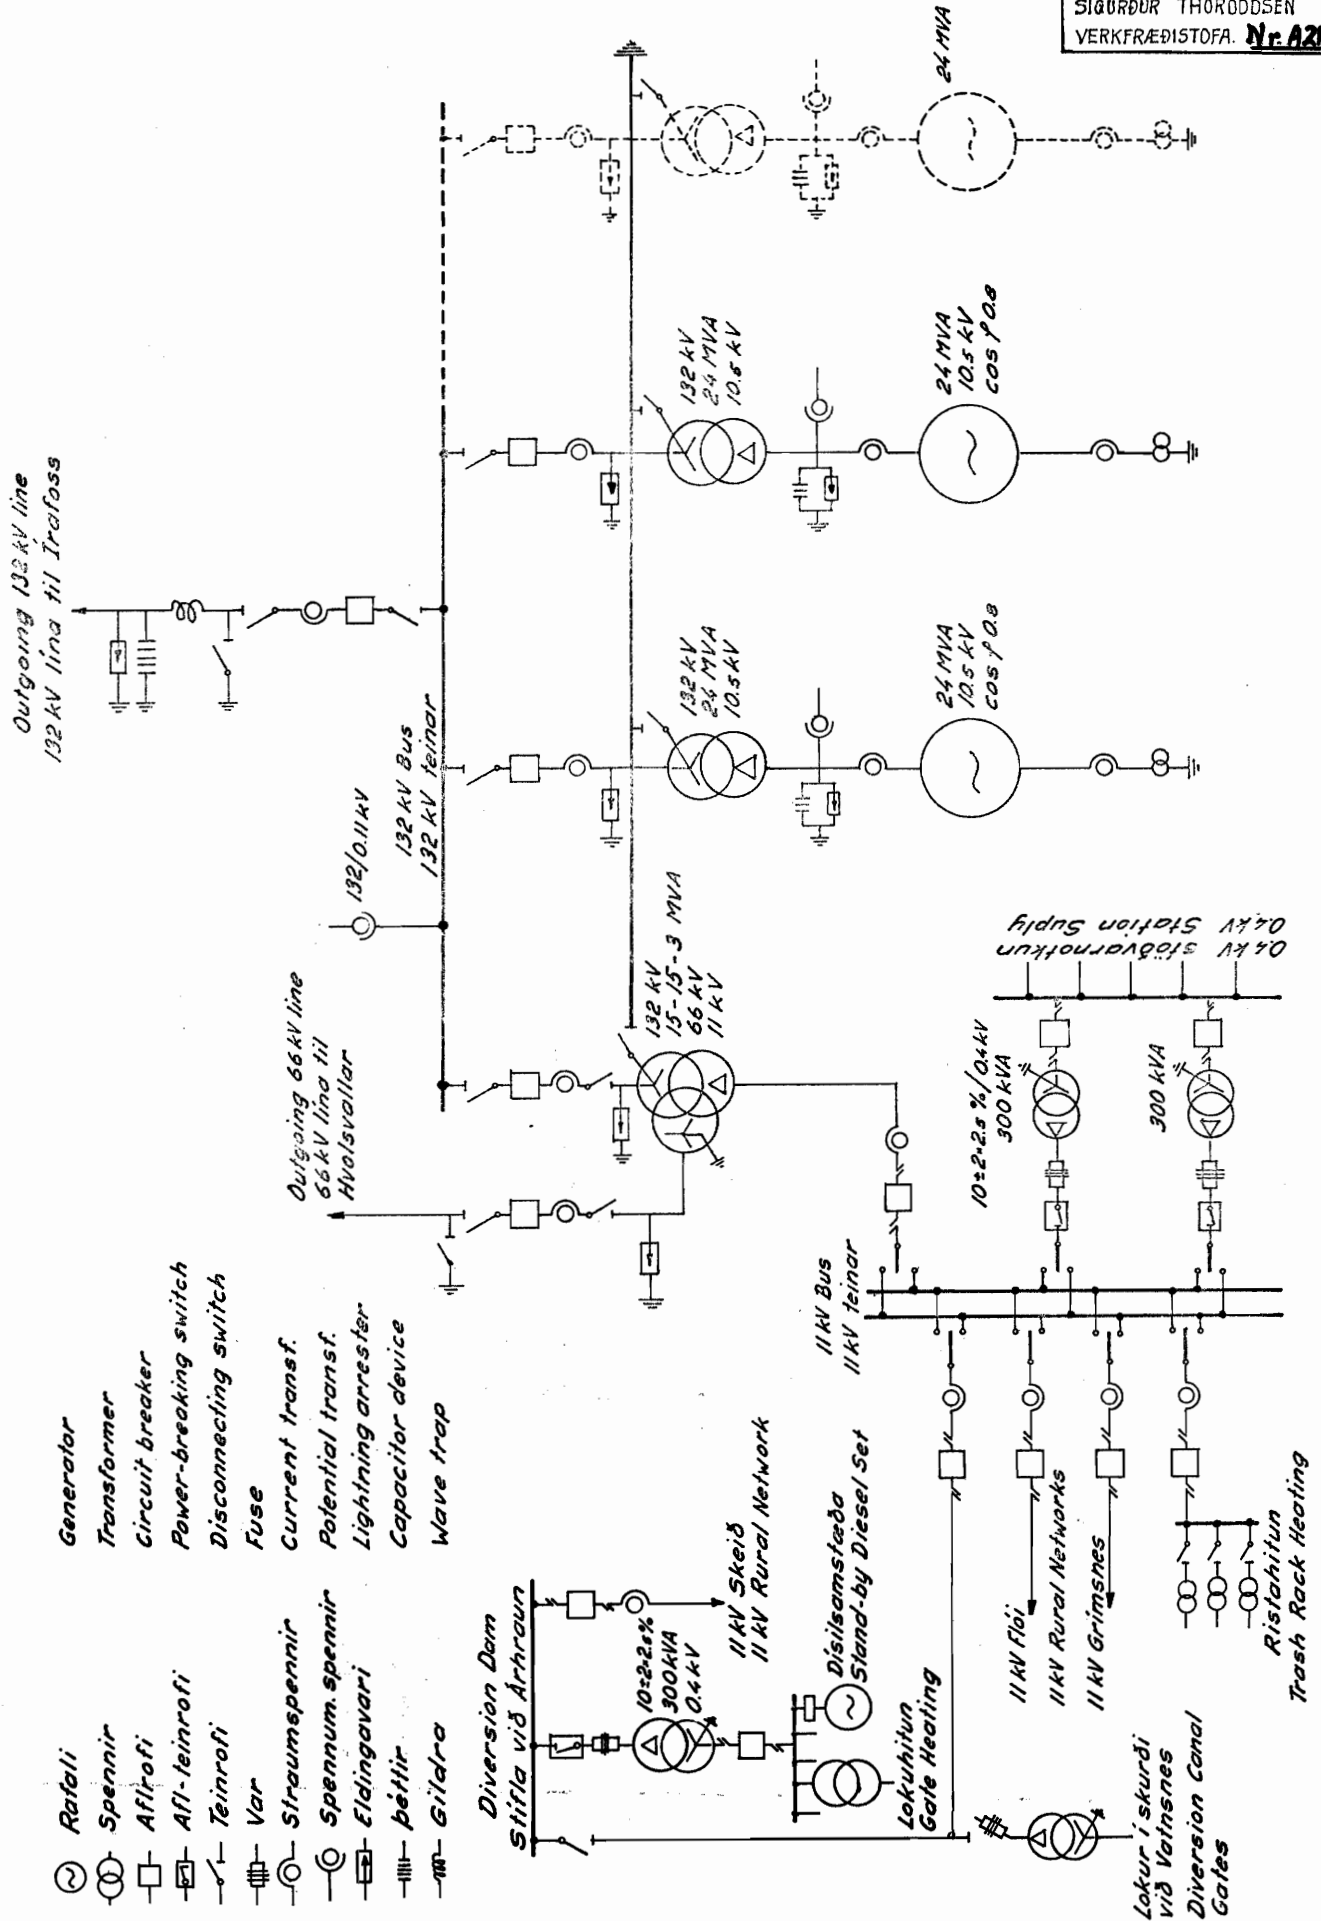 SIGURÐUR THORODDSEN
VERKFRÆÐISTOFA. Nr. A21
Outgoing 132 kV line
132 kV lína til Írafoss
132/0.11 kV
132 kV Bus
132 kV teinar
Outgoing 66 kV line
66 kV lína til
Hvolsvallar
132 kV
15-15-3 MVA
66 kV
11 kV
132 kV
24 MVA
10.5 kV
132 kV
24 MVA
10.5 kV
24 MVA
10.5 kV
cos φ 0.8
24 MVA
10.5 kV
cos φ 0.8
24 MVA
Rafali Generator
Spennir Transformer
Aflrofi Circuit breaker
Afl-teinrofi Power-breaking switch
Teinrofi Disconnecting switch
Var Fuse
Straumspennir Current transf.
Spennum.spennir Potential transf.
Eldingavari Lightning arrester
Þéttir Capacitor device
Gildra Wave trap
Diversion Dam
Stífla við Árhraun
10±2×2.5%
300 kVA
0.4 kV
11 kV Skeið
11 kV Rural Network
Dísilsamstæða
Stand-by Diesel Set
Lokuhitun
Gate Heating
Lokur í skurði
við Vatnsnes
Diversion Canal
Gates
11 kV Bus
11 kV teinar
11 kV Flói
11 kV Rural Networks
11 kV Grímsnes
Ristahitun
Trash Rack Heating
10±2×2.5 %/0.4 kV
300 kVA
300 kVA
0.4 kV stöðvarnotkun
0.4 kV Station Suply